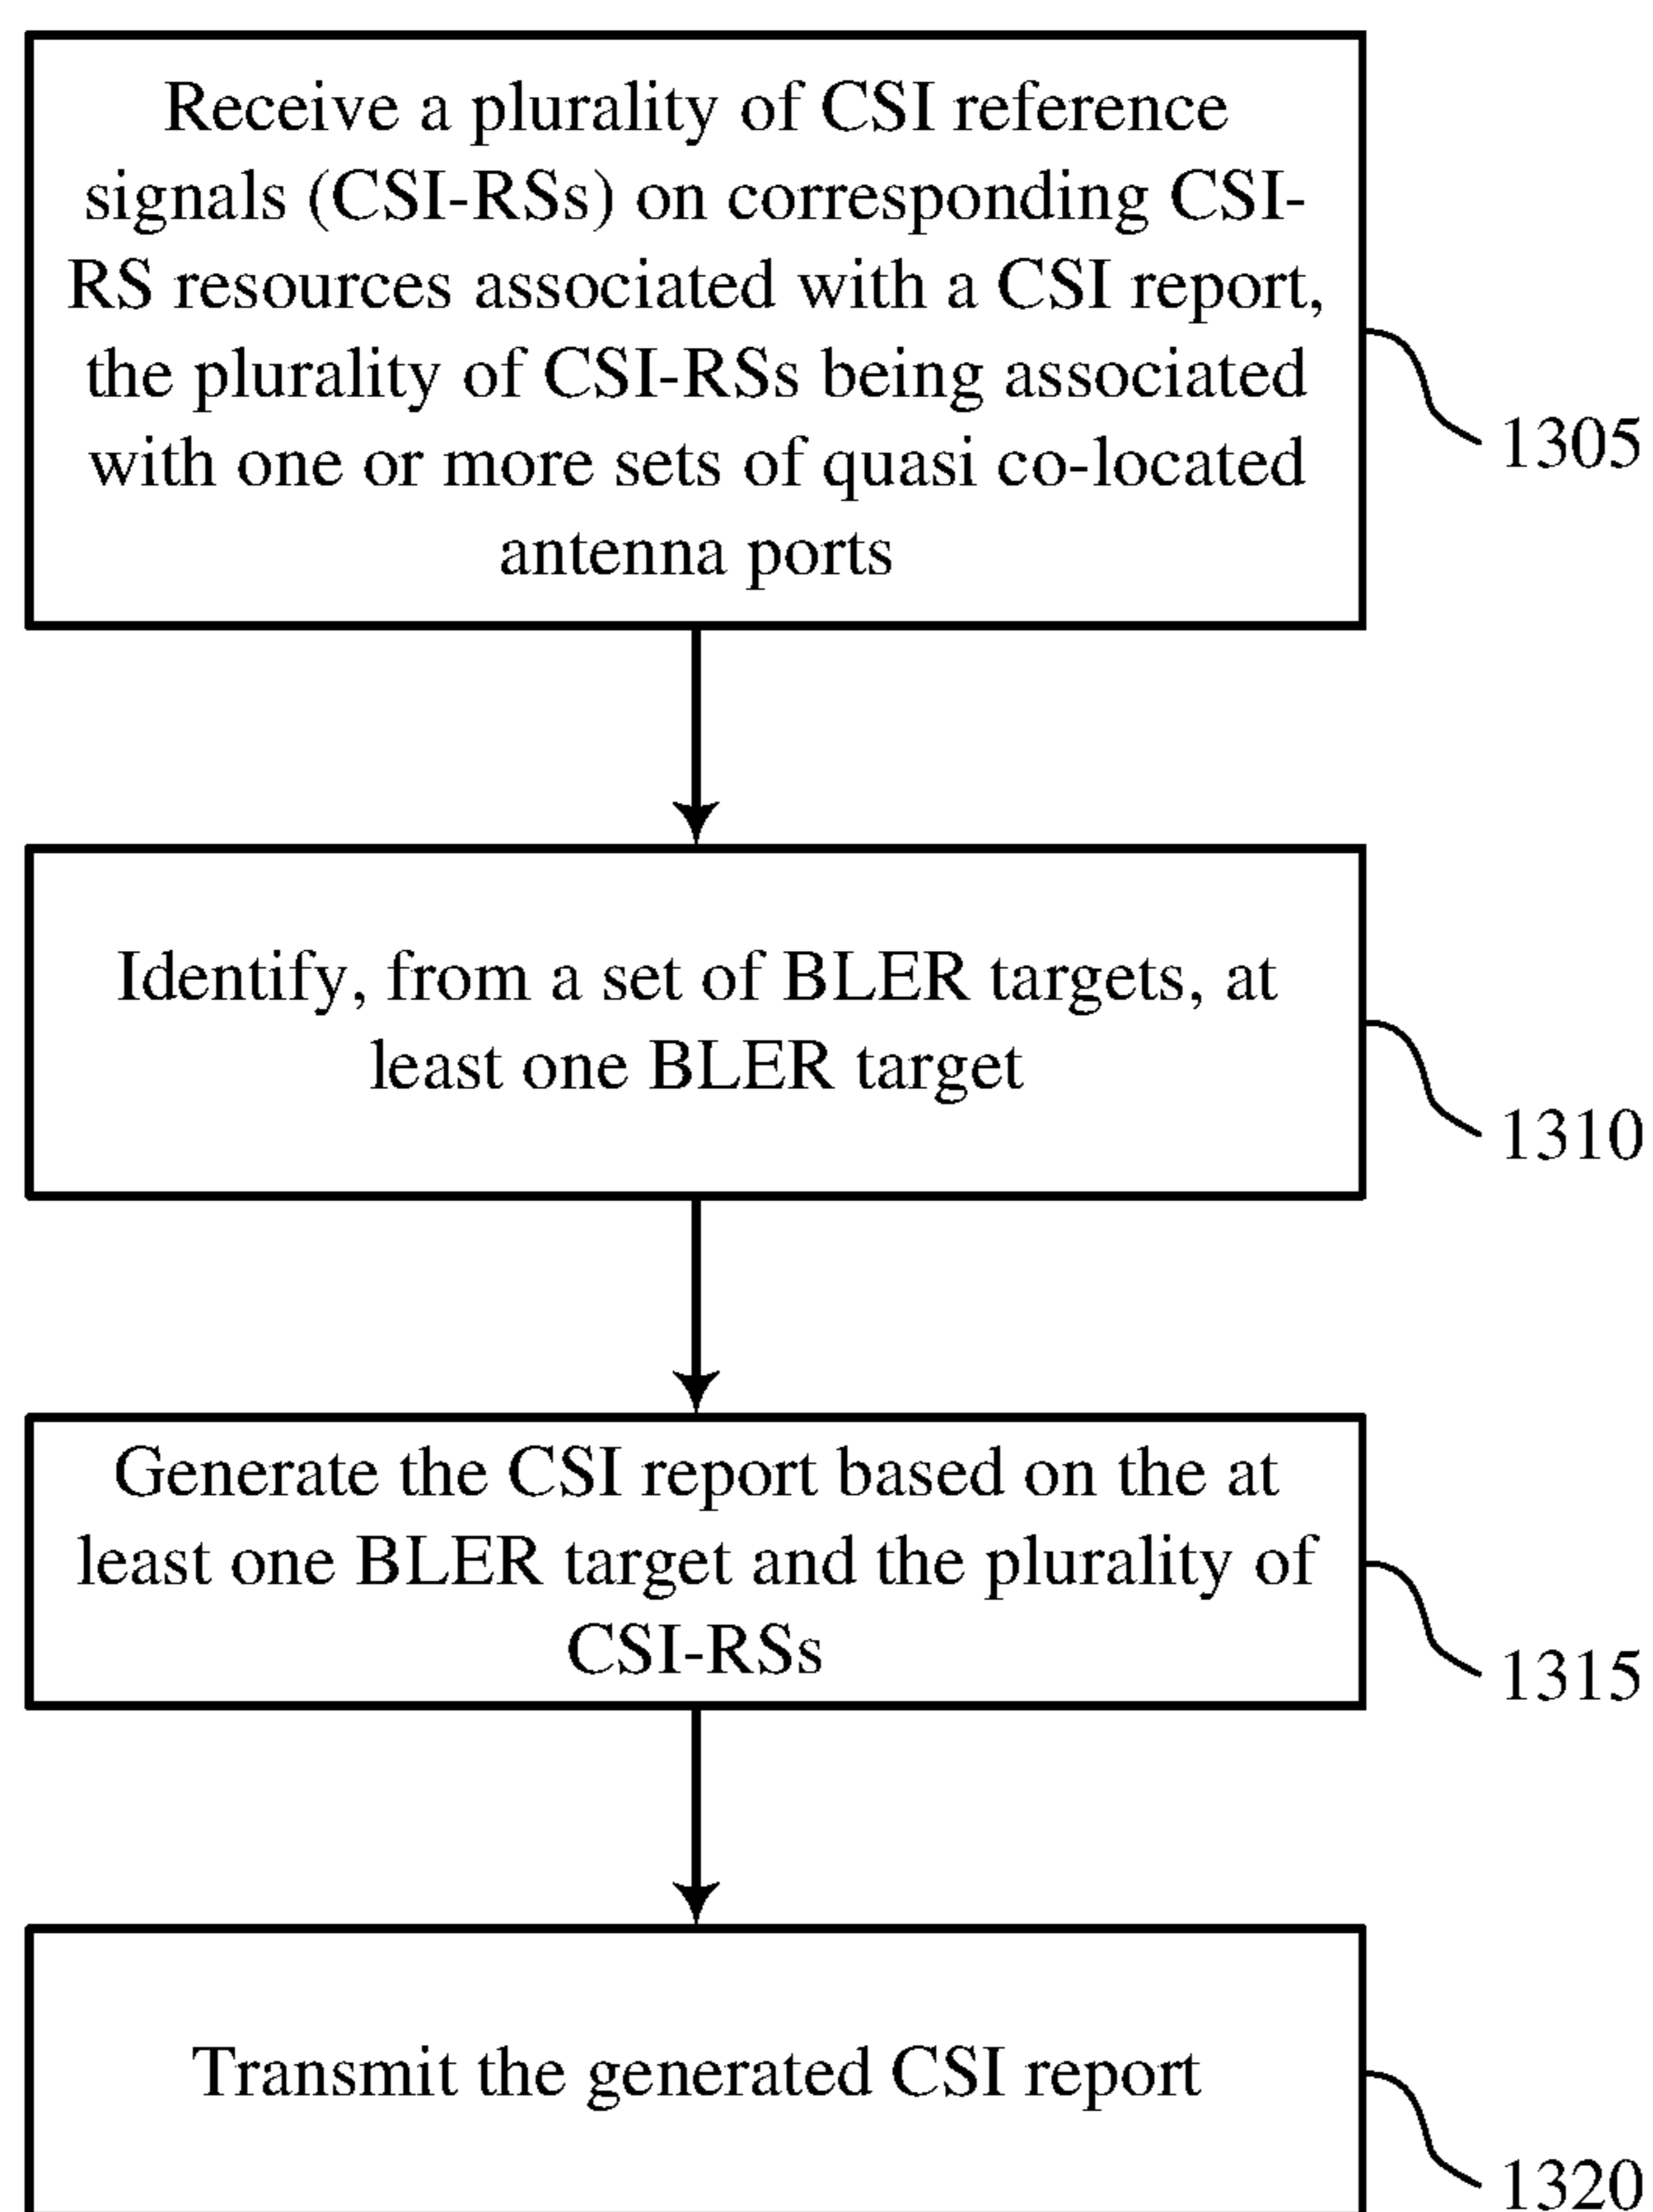 Receive a plurality of CSI reference
signals (CSI-RSs) on corresponding CSI-
RS resources associated with a CSI report,
the plurality of CSI-RSs being associated
with one or more sets of quasi co-located
antenna ports
1305
Identify, from a set of BLER targets, at
least one BLER target
1310
Generate the CSI report based on the at
least one BLER target and the plurality of
CSI-RSs
1315
Transmit the generated CSI report
1320